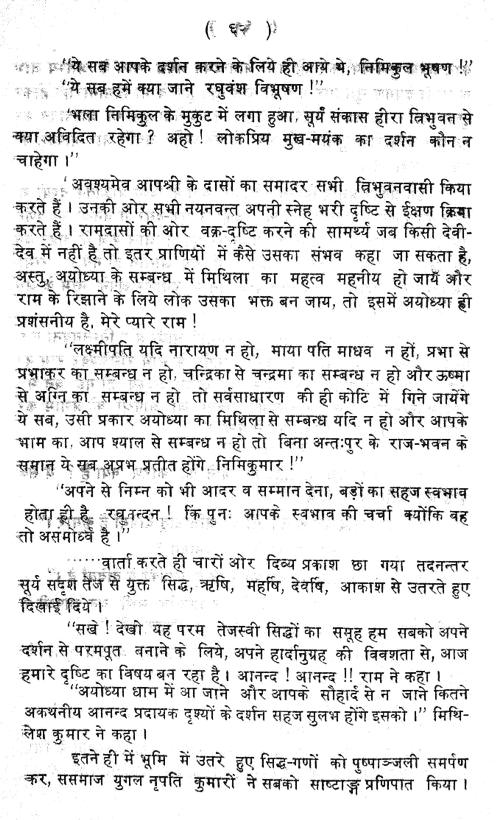 ( ६२ )
“ये सब आपके दर्शन करने के लिये ही आये थे, निमिकुल भूषण !”
“ये सब हमें क्या जाने रघुवंश विभूषण !”
“भला निमिकुल के मुकुट में लगा हुआ, सूर्य संकास हीरा त्रिभुवन से
क्या अविदित रहेगा ? अहो ! लोकप्रिय मुख-मयंक का दर्शन कौन न
चाहेगा ।”
‘अवश्यमेव आपश्री के दासों का समादर सभी त्रिभुवनवासी किया
करते हैं । उनकी ओर सभी नयनवन्त अपनी स्नेह भरी दृष्टि से ईक्षण क्रिया
करते हैं । रामदासों की ओर वक्र-दृष्टि करने की सामर्थ्य जब किसी देवी-
देव में नहीं है तो इतर प्राणियों में कैसे उसका संभव कहा जा सकता है,
अस्तु, अयोध्या के सम्बन्ध में मिथिला का महत्व महनीय हो जाये और
राम के रिझाने के लिये लोक उसका भक्त बन जाय, तो इसमें अयोध्या ही
प्रशंसनीय है, मेरे प्यारे राम !
“लक्ष्मीपति यदि नारायण न हो, माया पति माधव न हों, प्रभा से
प्रभाकर का सम्बन्ध न हो, चन्द्रिका से चन्द्रमा का सम्बन्ध न हो और ऊष्मा
से अग्नि का सम्बन्ध न हो तो सर्वसाधारण की ही कोटि में गिने जायेंगे
ये सब, उसी प्रकार अयोध्या का मिथिला से सम्बन्ध यदि न हो और आपके
भाम का, आप श्याल से सम्बन्ध न हो तो बिना अन्तःपुर के राज-भवन के
समान ये सब अप्रभ प्रतीत होंगे निमिकुमार !”
“अपने से निम्न को भी आदर व सम्मान देना, बड़ों का सहज स्वभाव
होता ही है रघुनन्दन ! कि पुनः आपके स्वभाव की चर्चा क्योंकि वह
तो असमोर्ध्व है ।”
......वार्ता करते ही चारों ओर दिव्य प्रकाश छा गया तदनन्तर
सूर्य सदृश तेज से युक्त सिद्ध, ऋषि, महर्षि, देवर्षि, आकाश से उतरते हुए
दिखाई दिये ।
“सखे ! देखी यह परम तेजस्वी सिद्धों का समूह हम सबको अपने
दर्शन से परमपूत बनाने के लिये, अपने हार्दानुग्रह की विवशता से, आज
हमारे दृष्टि का विषय बन रहा है । आनन्द ! आनन्द !! राम ने कहा ।
“अयोध्या धाम में आ जाने और आपके सौहार्द से न जाने कितने
अकथनीय आनन्द प्रदायक दृश्यों के दर्शन सहज सुलभ होंगे इसको ।” मिथि-
लेश कुमार ने कहा ।
इतने ही में भूमि में उतरे हुए सिद्ध-गणों को पुष्पाञ्जली समर्पण
कर, ससमाज युगल नृपति कुमारों ने सबको साष्टाङ्ग प्रणिपात किया ।